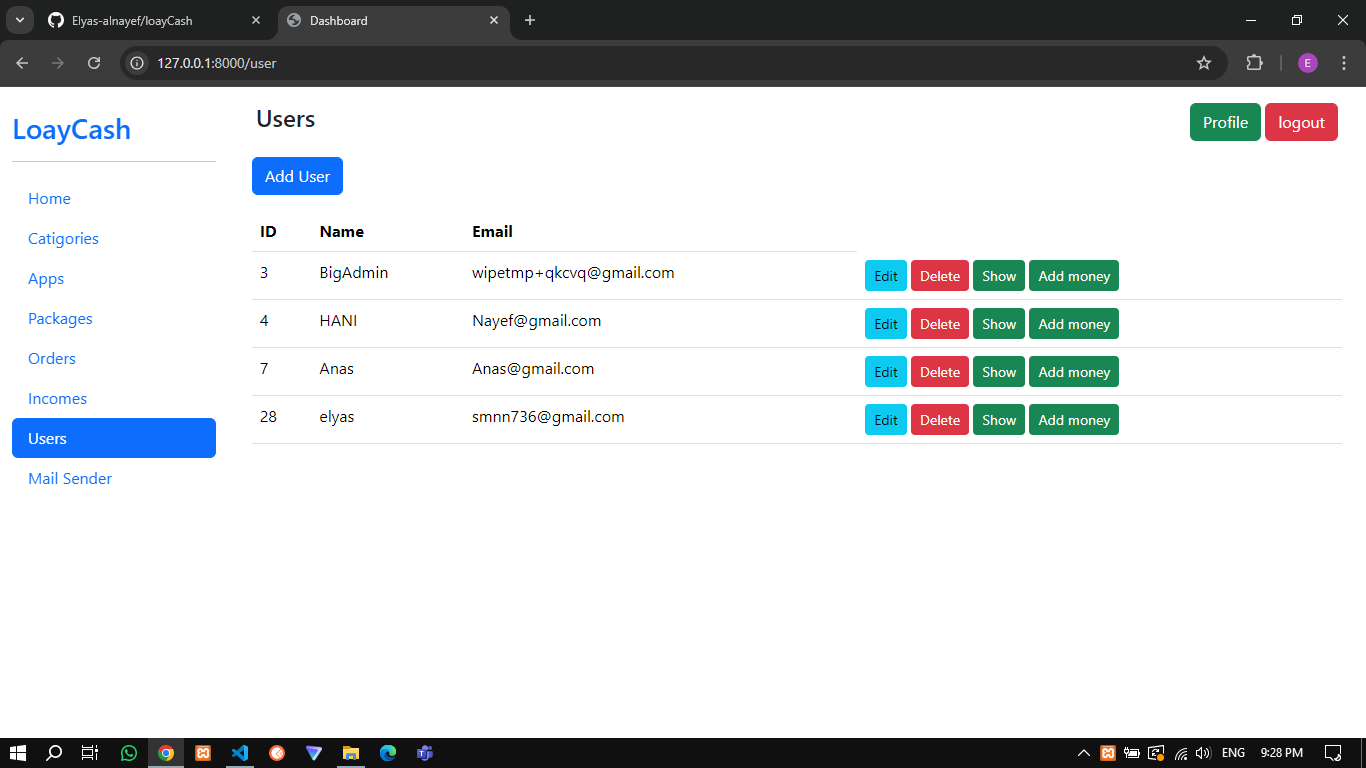 Elyas-alnayef/loayCash
Dashboard
127.0.0.1:8000/user
E
LoayCash
Home
Catigories
Apps
Packages
Orders
Incomes
Users
Mail Sender
Users
Profile logout
Add User
ID Name Email
3 BigAdmin wipetmp+qkcvq@gmail.com Edit Delete Show Add money
4 HANI Nayef@gmail.com Edit Delete Show Add money
7 Anas Anas@gmail.com Edit Delete Show Add money
28 elyas smnn736@gmail.com Edit Delete Show Add money
ENG 9:28 PM